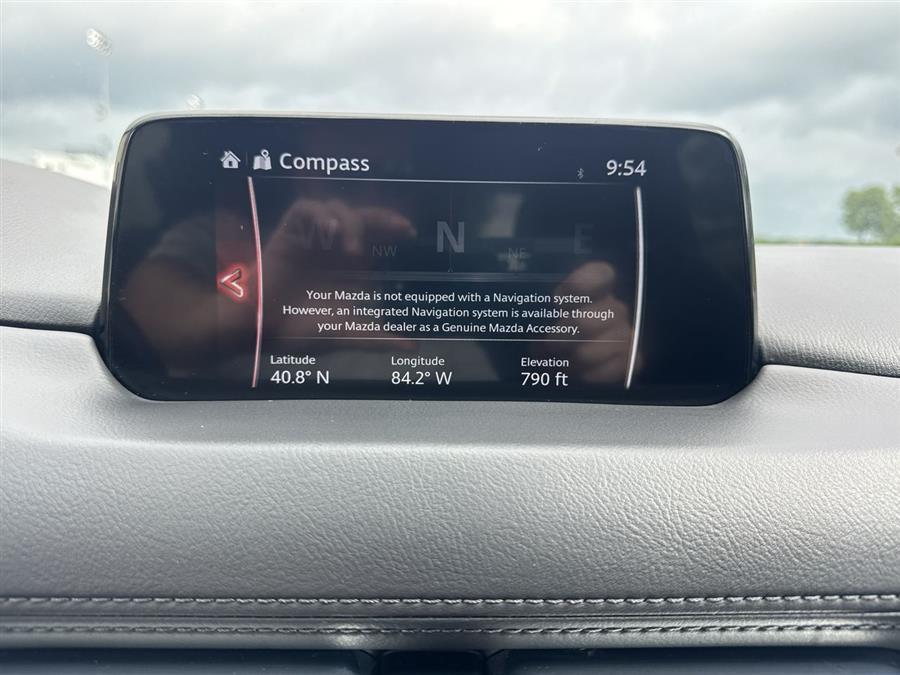 Compass
9:54
W NW N NE E
Your Mazda is not equipped with a Navigation system.
However, an integrated Navigation system is available through
your Mazda dealer as a Genuine Mazda Accessory.
Latitude Longitude Elevation
40.8° N 84.2° W 790 ft